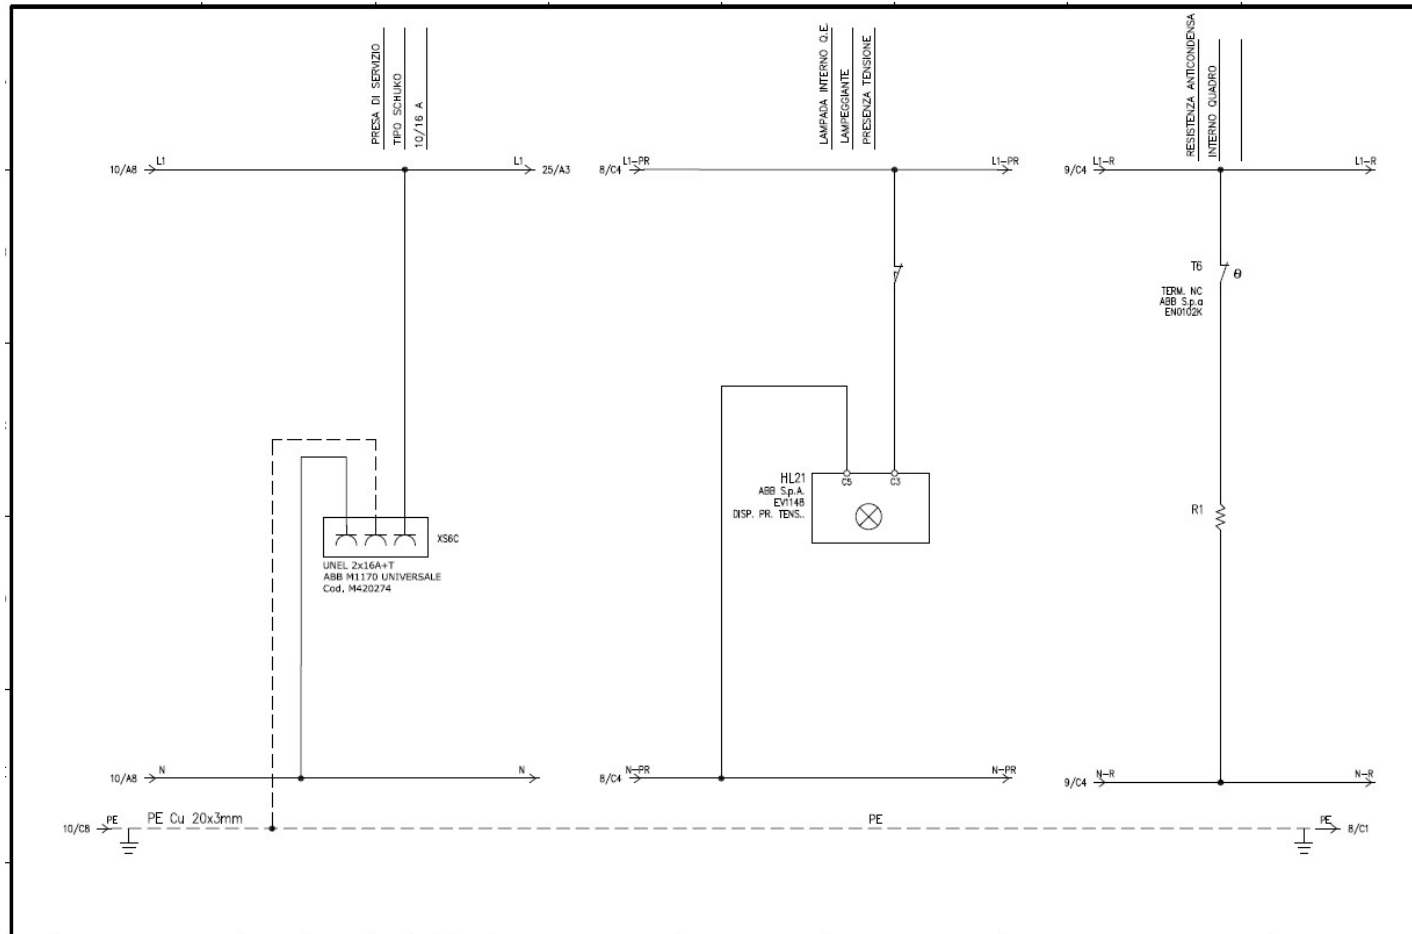 PRESA DI SERVIZIO
TIPO SCHUKO
10/16 A
LAMPADA INTERNO Q.E.
LAMPEGGIANTE
PRESENZA TENSIONE
RESISTENZA ANTICONDENSA
INTERNO QUADRO
10/A8 L1 L1 25/A3
8/C4 L1-PR L1-PR
9/C4 L1-R L1-R
T6 θ
TERM. NC
ABB S.p.a
EN0102K
HL21
ABB S.p.A.
EV1148
DISP. PR. TENS..
C5 C3
R1
XS6C
UNEL 2x16A+T
ABB M1170 UNIVERSALE
Cod. M420274
10/A8 N N
8/C4 N-PR N-PR
9/C4 N-R N-R
10/C8 PE PE Cu 20x3mm PE PE 8/C1